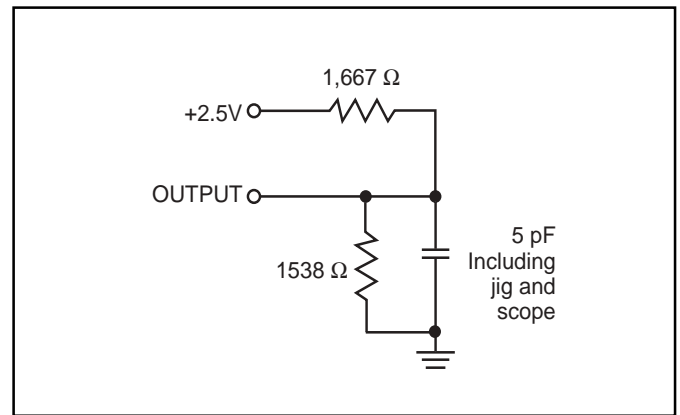 1,667 Ω
+2.5V
OUTPUT
1538 Ω
5 pF
Including
jig and
scope